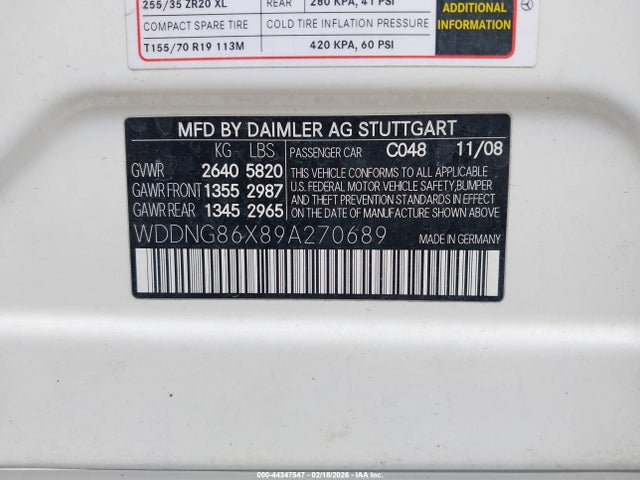 255/35 ZR20 XL REAR 280 KPA, 41 PSI
COMPACT SPARE TIRE COLD TIRE INFLATION PRESSURE
T155/70 R19 113M 420 KPA, 60 PSI
ADDITIONAL
INFORMATION
MFD BY DAIMLER AG STUTTGART
KG LBS PASSENGER CAR C048 11/08
GVWR 2640 5820
GAWR FRONT 1355 2987
GAWR REAR 1345 2965
THIS VEHICLE CONFORMS TO ALL APPLICABLE
U.S. FEDERAL MOTOR VEHICLE SAFETY, BUMPER
AND THEFT PREVENTION STANDARDS IN EFFECT
ON THE DATE OF MANUFACTURE SHOWN ABOVE.
WDDNG86X89A270689 MADE IN GERMANY
000-44347547 - 02/18/2026 - IAA Inc.